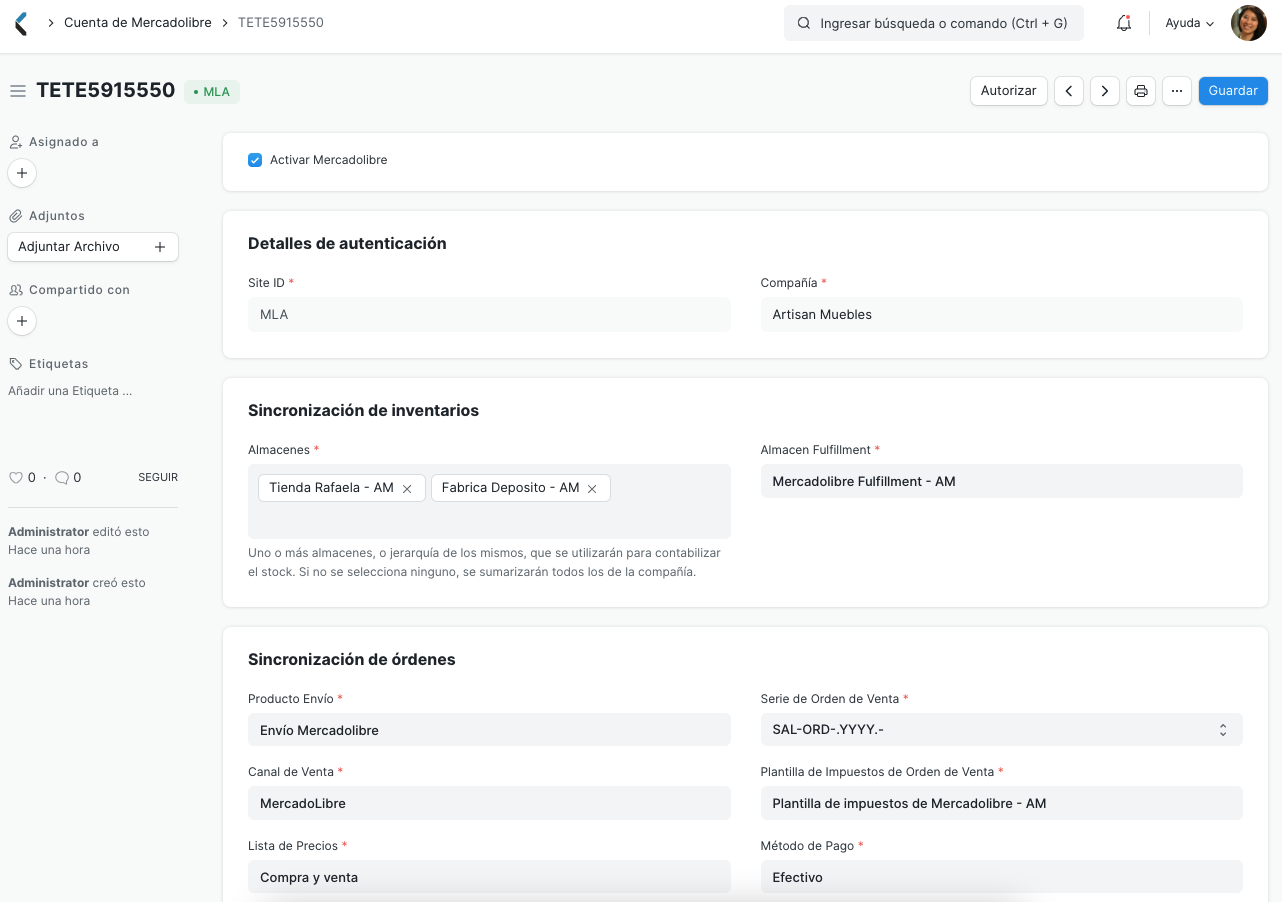 Cuenta de Mercadolibre
TETE5915550
Ingresar búsqueda o comando (Ctrl + G)
Ayuda
TETE5915550
MLA
Autorizar
...
Guardar
Asignado a
Adjuntos
Adjuntar Archivo
Compartido con
Etiquetas
Añadir una Etiqueta ...
0 · 0
SEGUIR
Administrator editó esto
Hace una hora
Administrator creó esto
Hace una hora
Activar Mercadolibre
Detalles de autenticación
Site ID *
MLA
Compañía *
Artisan Muebles
Sincronización de inventarios
Almacenes *
Tienda Rafaela - AM
Fabrica Deposito - AM
Uno o más almacenes, o jerarquía de los mismos, que se utilizarán para contabilizar
el stock. Si no se selecciona ninguno, se sumarizarán todos los de la compañía.
Almacen Fulfillment *
Mercadolibre Fulfillment - AM
Sincronización de órdenes
Producto Envío *
Envío Mercadolibre
Serie de Orden de Venta *
SAL-ORD-.YYYY.-
Canal de Venta *
MercadoLibre
Plantilla de Impuestos de Orden de Venta *
Plantilla de impuestos de Mercadolibre - AM
Lista de Precios *
Compra y venta
Método de Pago *
Efectivo